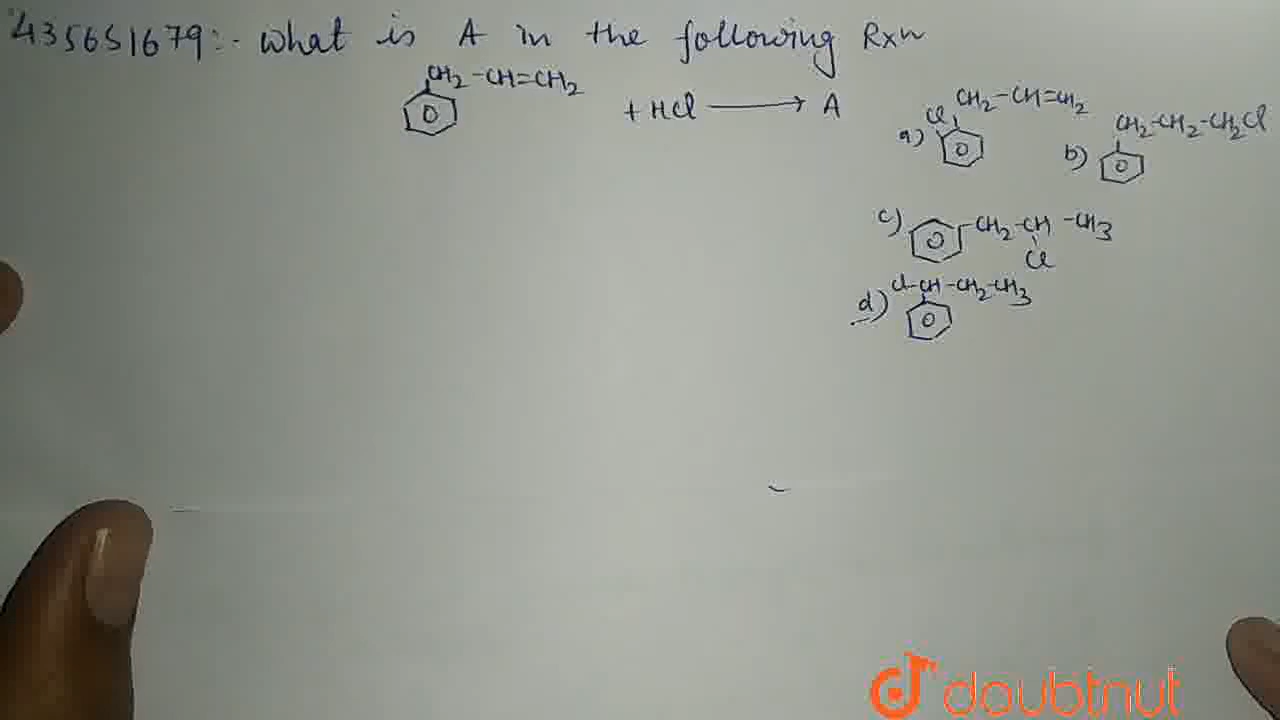 435651679:- What is A in the following Rxn
CH2-CH=CH2
+ HCl → A
a) Cl CH2-CH=CH2
b) CH2-CH2-CH2Cl
c) CH2-CH-CH3
Cl
d) Cl-CH-CH2-CH3
doubtnut